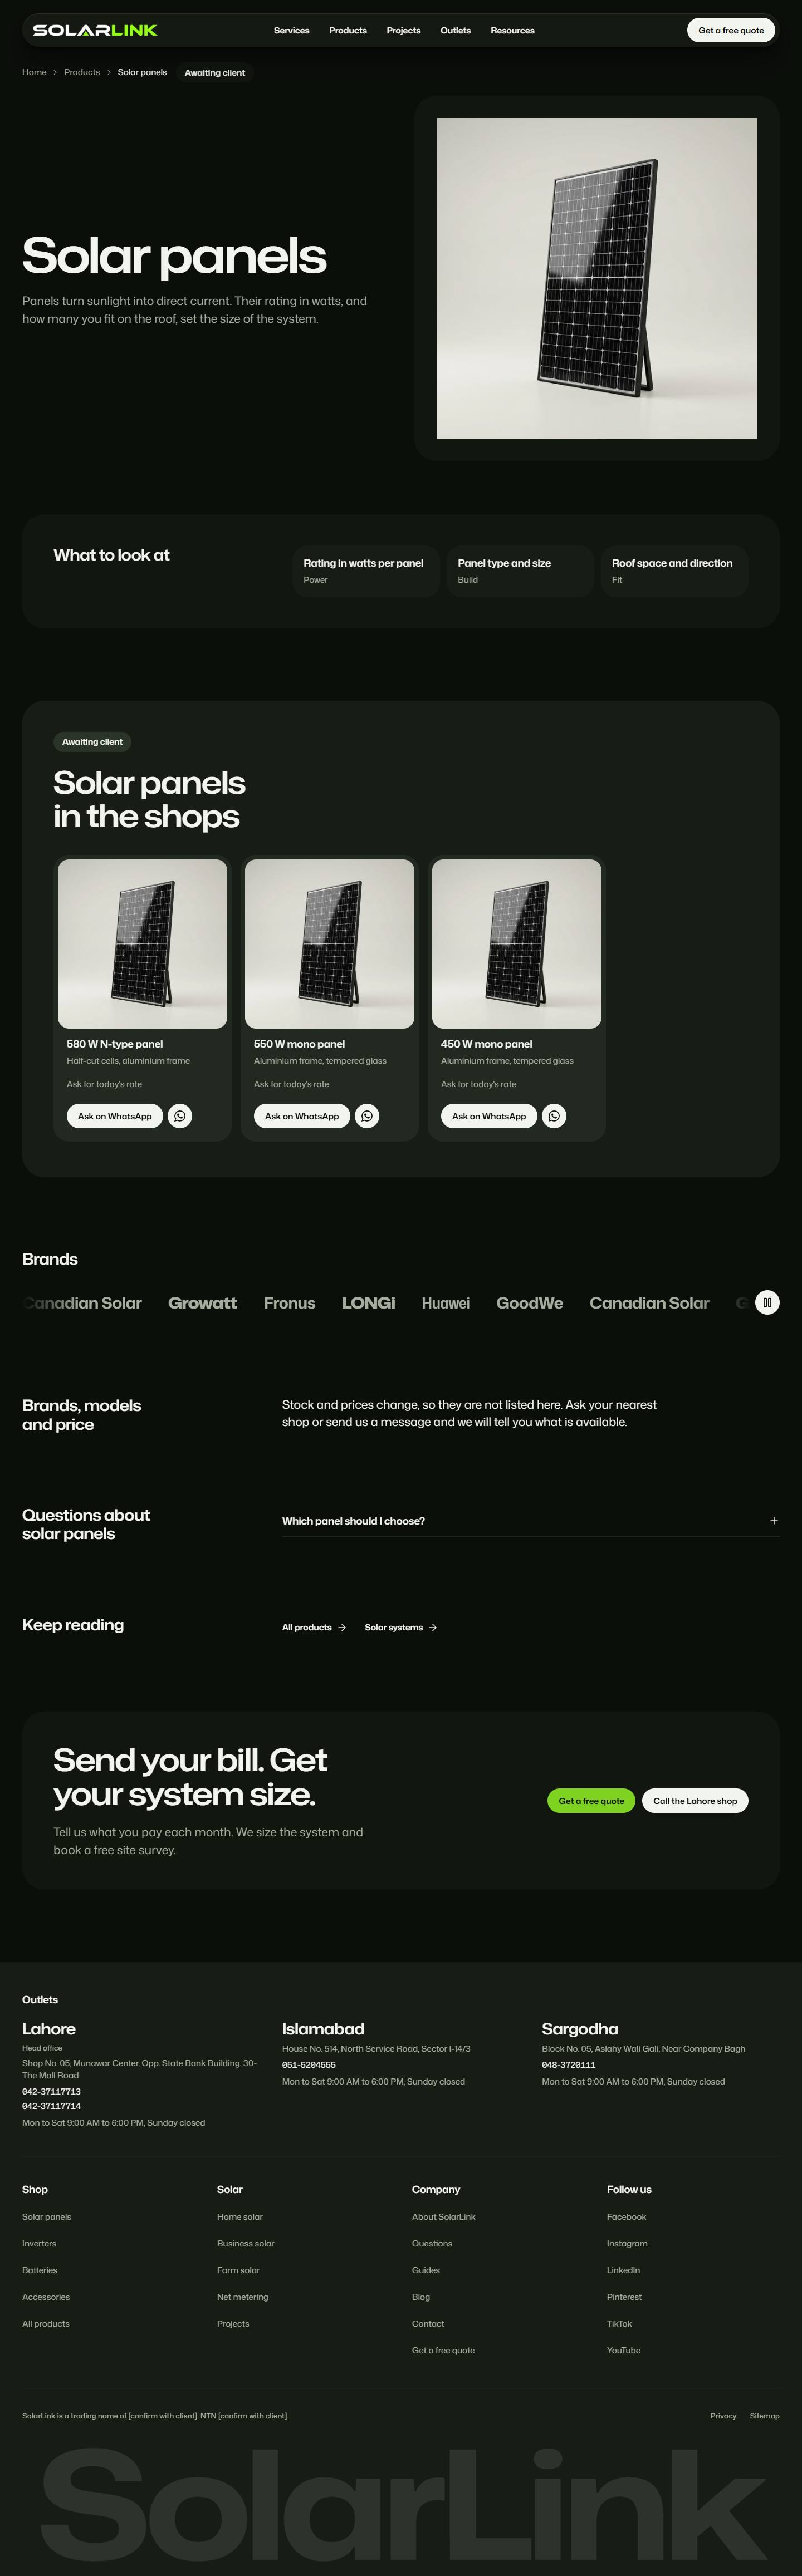 SOLARLINK
Services
Products
Projects
Outlets
Resources
Get a free quote
Home
Products
Solar panels
Awaiting client
Solar panels
Panels turn sunlight into direct current. Their rating in watts, and
how many you fit on the roof, set the size of the system.
What to look at
Rating in watts per panel
Power
Panel type and size
Build
Roof space and direction
Fit
Awaiting client
Solar panels
in the shops
580 W N-type panel
Half-cut cells, aluminium frame
Ask for today's rate
Ask on WhatsApp
550 W mono panel
Aluminium frame, tempered glass
Ask for today's rate
Ask on WhatsApp
450 W mono panel
Aluminium frame, tempered glass
Ask for today's rate
Ask on WhatsApp
Brands
Canadian Solar
Growatt
Fronus
LONGi
Huawei
GoodWe
Canadian Solar
G
Brands, models
and price
Stock and prices change, so they are not listed here. Ask your nearest
shop or send us a message and we will tell you what is available.
Questions about
solar panels
Which panel should I choose?
Keep reading
All products
Solar systems
Send your bill. Get
your system size.
Tell us what you pay each month. We size the system and
book a free site survey.
Get a free quote
Call the Lahore shop
Outlets
Lahore
Head office
Shop No. 05, Munawar Center, Opp. State Bank Building, 30-
The Mall Road
042-37117713
042-37117714
Mon to Sat 9:00 AM to 6:00 PM, Sunday closed
Islamabad
House No. 514, North Service Road, Sector I-14/3
051-5204555
Mon to Sat 9:00 AM to 6:00 PM, Sunday closed
Sargodha
Block No. 05, Aslahy Wali Gali, Near Company Bagh
048-3720111
Mon to Sat 9:00 AM to 6:00 PM, Sunday closed
Shop
Solar panels
Inverters
Batteries
Accessories
All products
Solar
Home solar
Business solar
Farm solar
Net metering
Projects
Company
About SolarLink
Questions
Guides
Blog
Contact
Get a free quote
Follow us
Facebook
Instagram
LinkedIn
Pinterest
TikTok
YouTube
SolarLink is a trading name of [confirm with client]. NTN [confirm with client].
Privacy
Sitemap
SolarLink